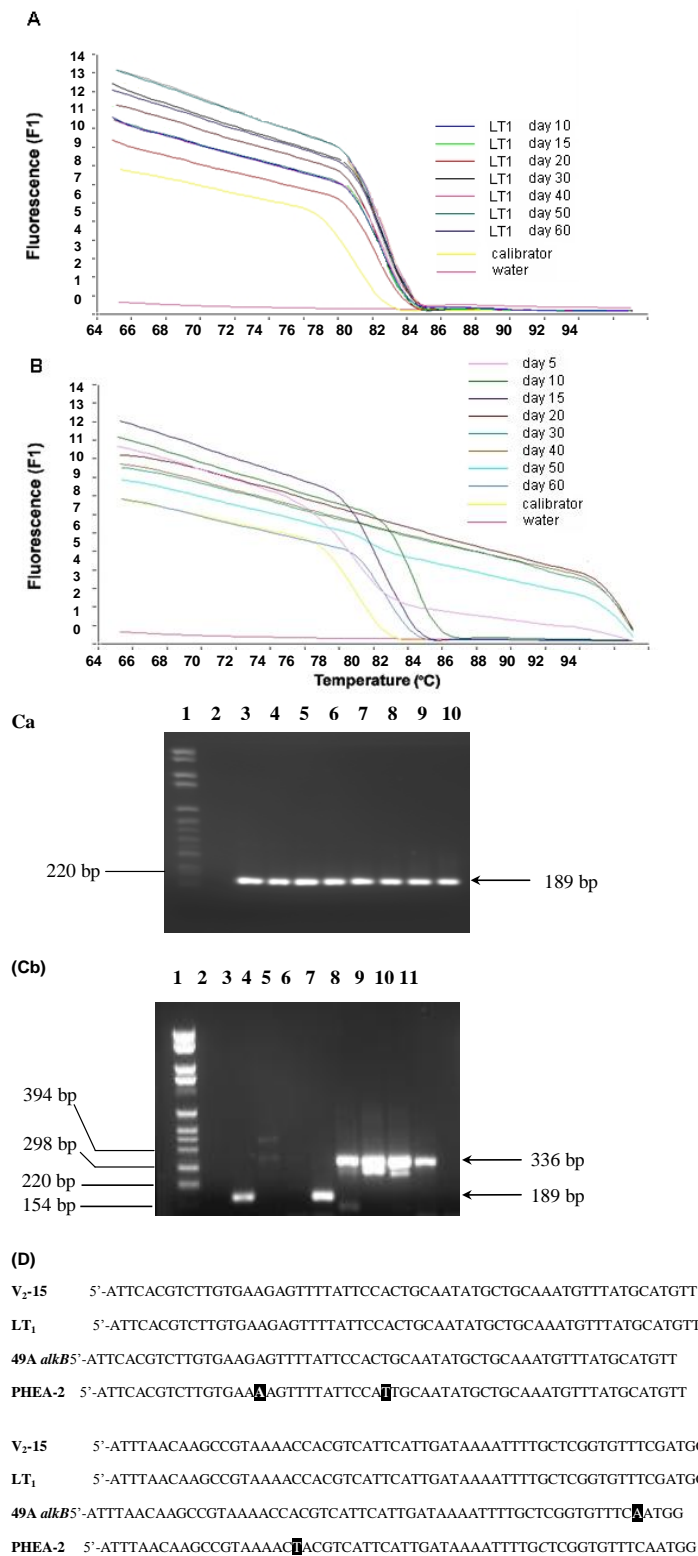 A
14
13
12
11
10
9
8
7
6
5
4
3
2
1
0
Fluorescence (F1)
LT1 day 10
LT1 day 15
LT1 day 20
LT1 day 30
LT1 day 40
LT1 day 50
LT1 day 60
calibrator
water
64 66 68 70 72 74 76 78 80 82 84 86 88 90 92 94
B
14
13
12
11
10
9
8
7
6
5
4
3
2
1
0
Fluorescence (F1)
day 5
day 10
day 15
day 20
day 30
day 40
day 50
day 60
calibrator
water
64 66 68 70 72 74 76 78 80 82 84 86 88 90 92 94
Temperature (°C)
Ca
1 2 3 4 5 6 7 8 9 10
220 bp
189 bp
(Cb)
1 2 3 4 5 6 7 8 9 10 11
394 bp
298 bp
220 bp
154 bp
336 bp
189 bp
(D)
V2-15 5’-ATTCACGTCTTGTGAAGAGTTTTATTCCACTGCAATATGCTGCAAATGTTTATGCATGTT
LT1 5’-ATTCACGTCTTGTGAAGAGTTTTATTCCACTGCAATATGCTGCAAATGTTTATGCATGTT
49A alkB5’-ATTCACGTCTTGTGAAGAGTTTTATTCCACTGCAATATGCTGCAAATGTTTATGCATGTT
PHEA-2 5’-ATTCACGTCTTGTGAAAAGTTTTATTCCATTGCAATATGCTGCAAATGTTTATGCATGTT
V2-15 5’-ATTTAACAAGCCGTAAAACCACGTCATTCATTGATAAAATTTTGCTCGGTGTTTCGATGG
LT1 5’-ATTTAACAAGCCGTAAAACCACGTCATTCATTGATAAAATTTTGCTCGGTGTTTCGATGG
49A alkB5’-ATTTAACAAGCCGTAAAACCACGTCATTCATTGATAAAATTTTGCTCGGTGTTTCAATGG
PHEA-2 5’-ATTTAACAAGCCGTAAAACTACGTCATTCATTGATAAAATTTTGCTCGGTGTTTCAATGG